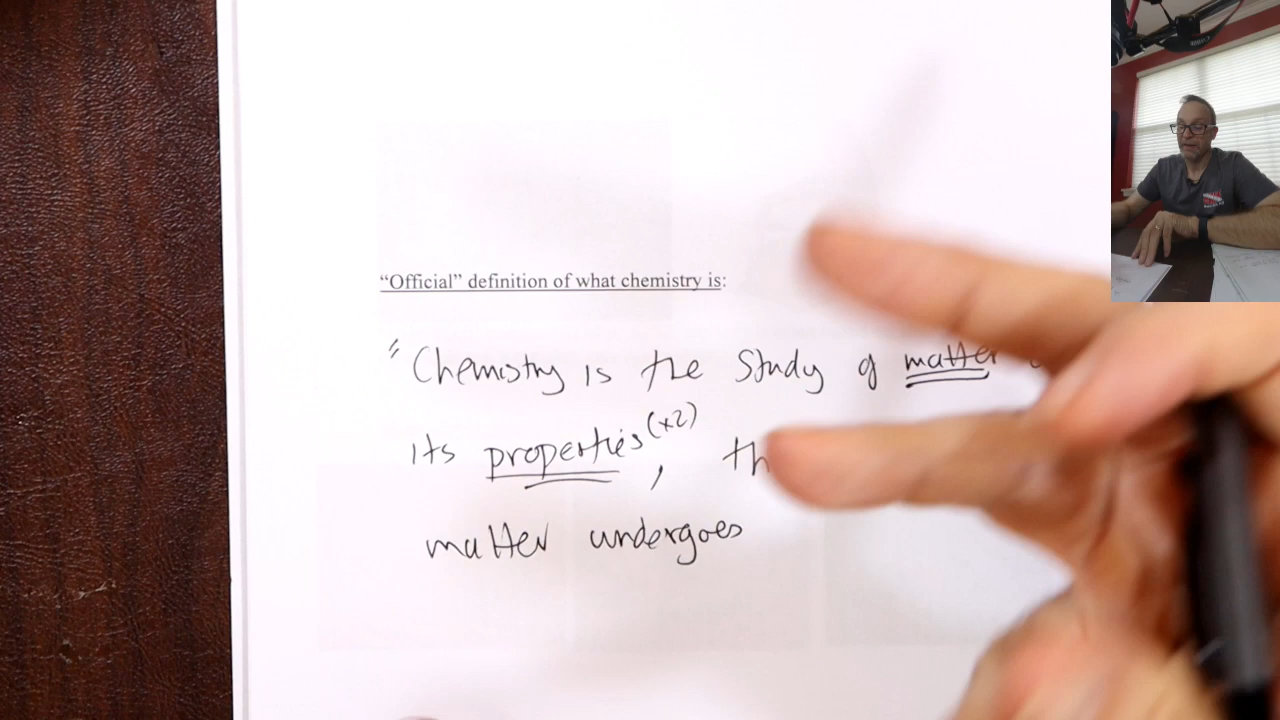 “Official” definition of what chemistry is:
“ Chemistry is the study of matter
its properties (x2) , th
matter undergoes